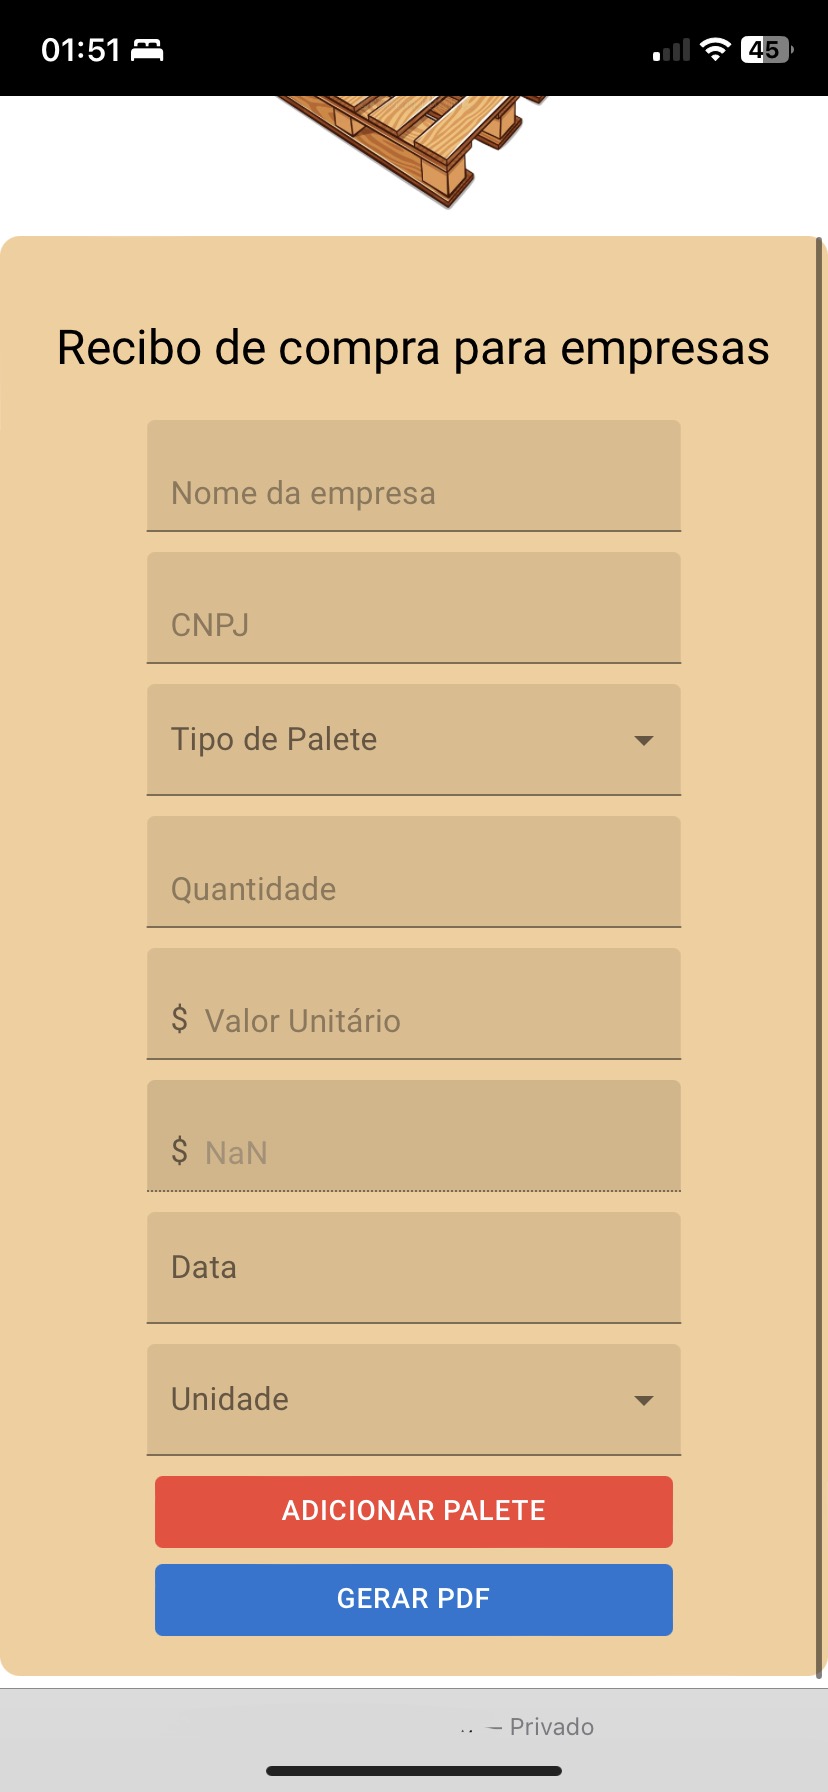 01:51
45
Recibo de compra para empresas
Nome da empresa
CNPJ
Tipo de Palete
Quantidade
$ Valor Unitário
$ NaN
Data
Unidade
ADICIONAR PALETE
GERAR PDF
— Privado